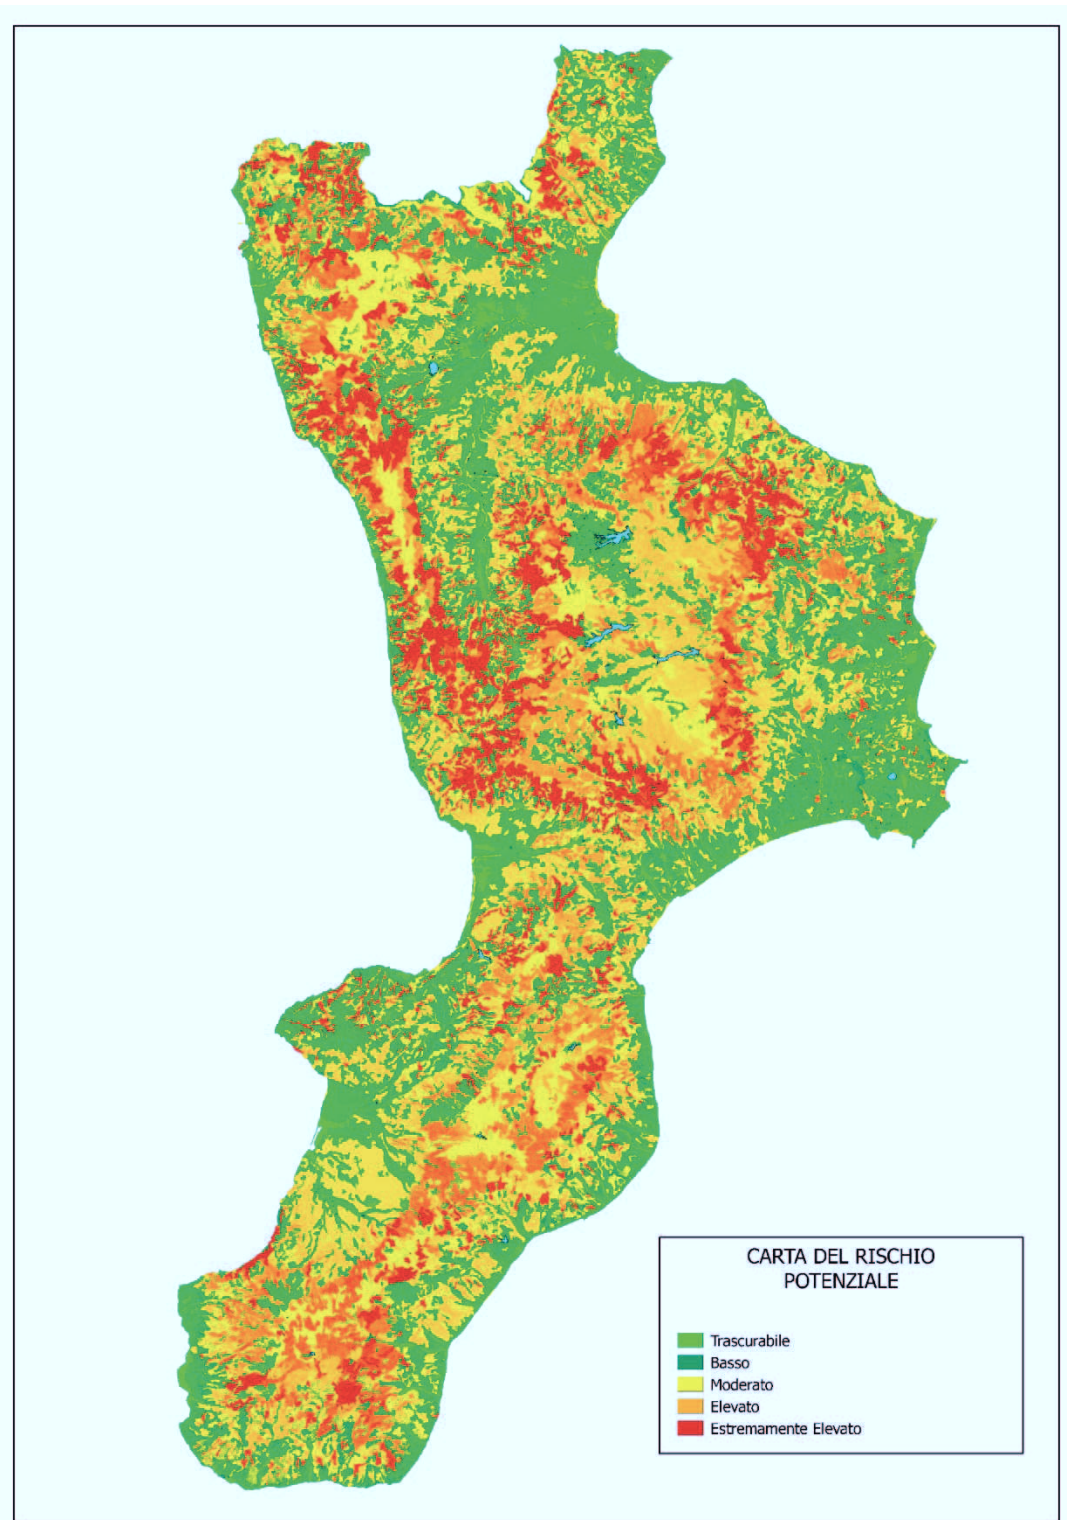 CARTA DEL RISCHIO
POTENZIALE
Trascurabile
Basso
Moderato
Elevato
Estremamente Elevato